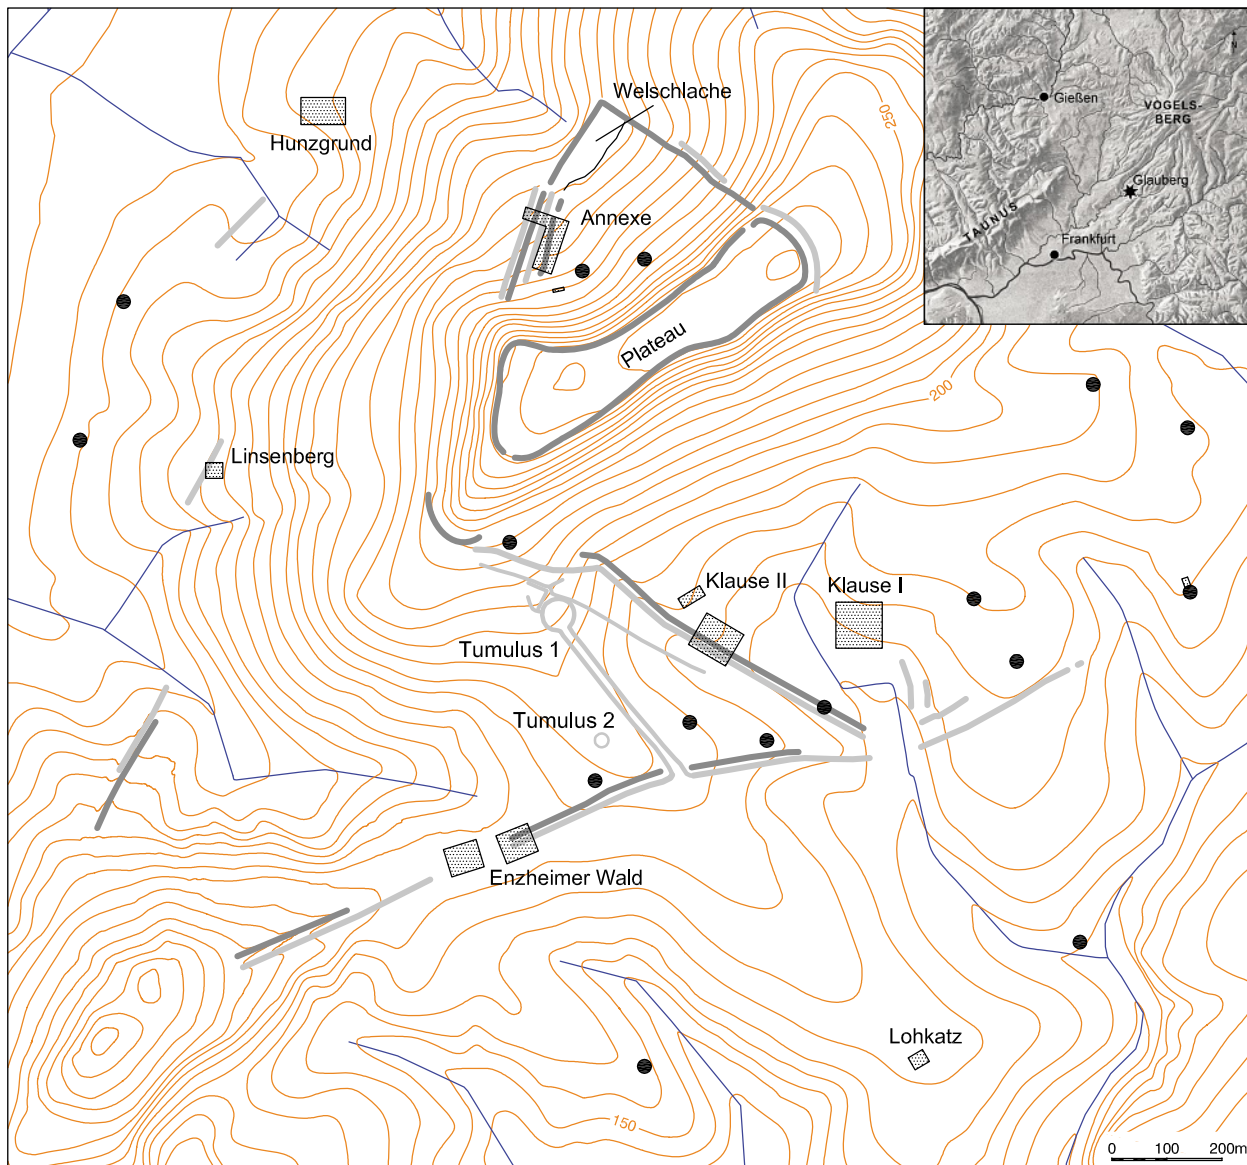 Welschlache
250
N
Gießen
VOGELS-
BERG
Hunzgrund
Glauberg
TAUNUS
Annexe
Frankfurt
Plateau
200
Linsenberg
Klause II
Klause I
Tumulus 1
Tumulus 2
Enzheimer Wald
Lohkatz
150
0 100 200m